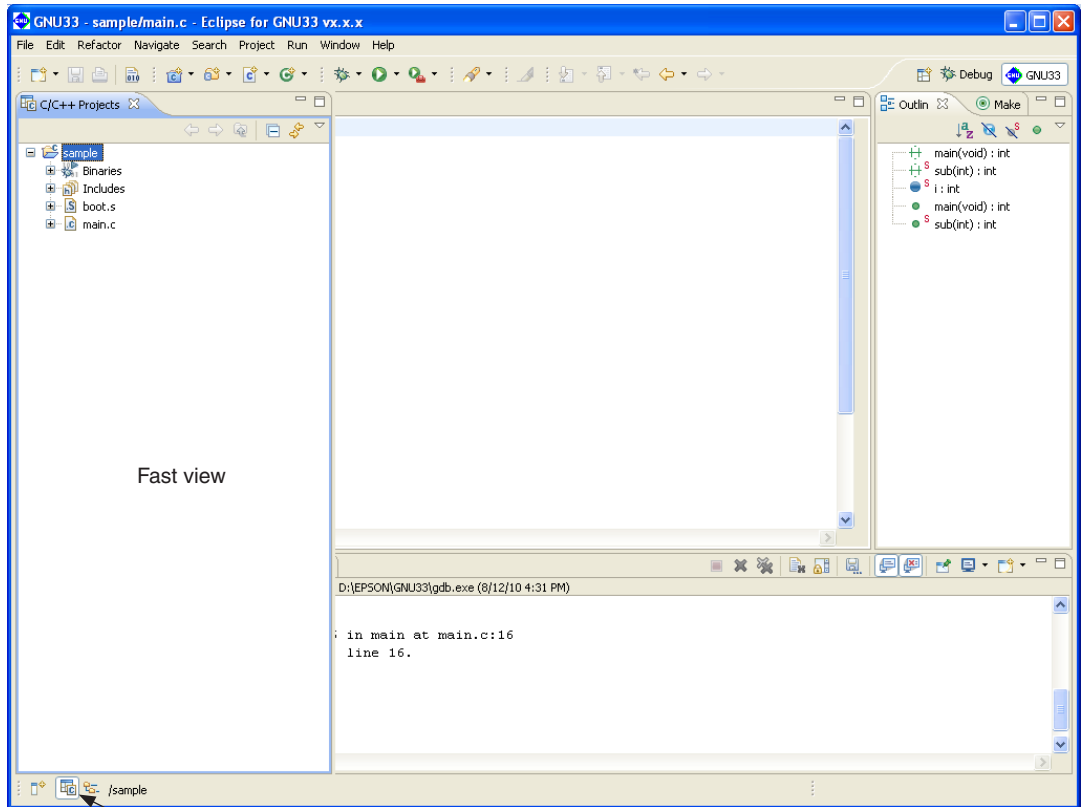 GNU33 - sample/main.c - Eclipse for GNU33 vx.x.x
File Edit Refactor Navigate Search Project Run Window Help
Debug GNU33
C/C++ Projects
sample
Binaries
Includes
boot.s
main.c
Fast view
Outlin Make
main(void) : int
sub(int) : int
i : int
main(void) : int
sub(int) : int
D:\EPSON\GNU33\gdb.exe (8/12/10 4:31 PM)
in main at main.c:16
line 16.
/sample